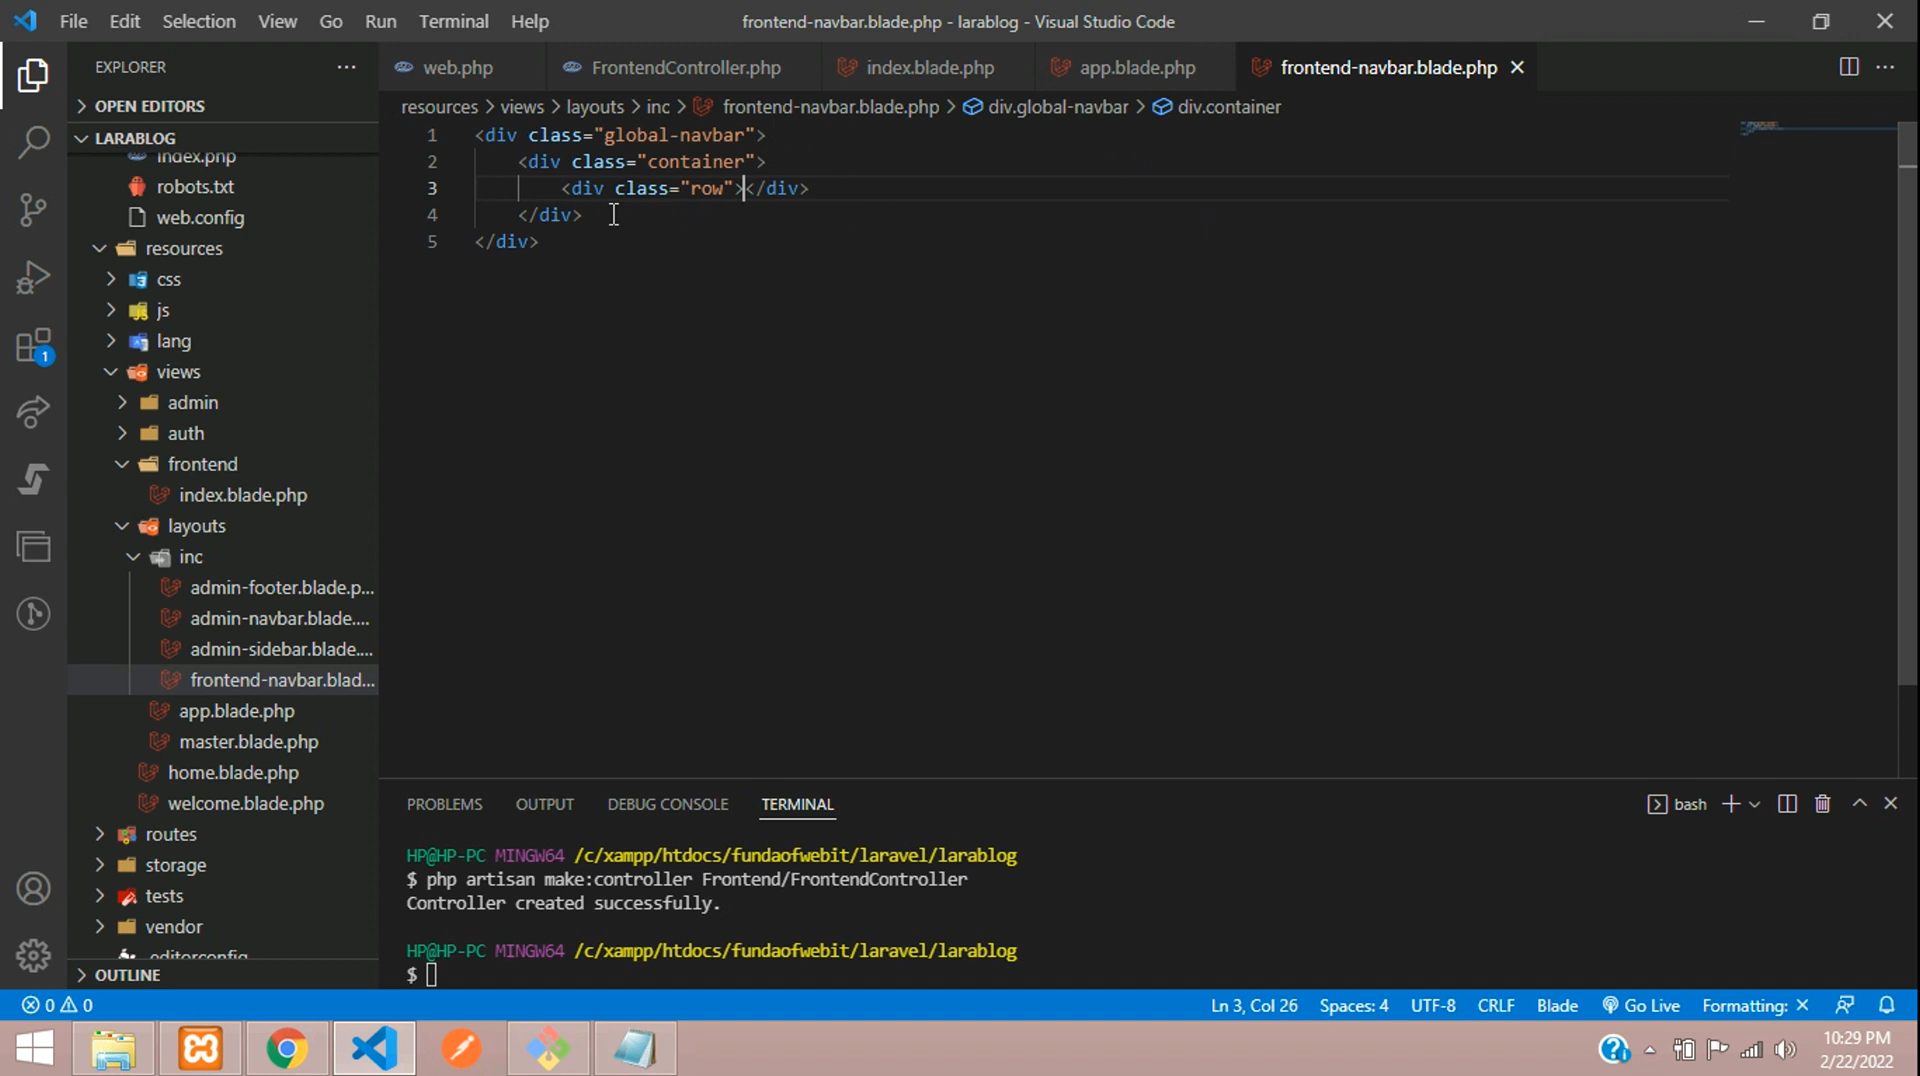 File Edit Selection View Go Run Terminal Help
frontend-navbar.blade.php - larablog - Visual Studio Code
EXPLORER
web.php FrontendController.php index.blade.php app.blade.php frontend-navbar.blade.php
OPEN EDITORS
resources > views > layouts > inc > frontend-navbar.blade.php > div.global-navbar > div.container
LARABLOG
index.php
robots.txt
web.config
resources
css
js
lang
views
admin
auth
frontend
index.blade.php
layouts
inc
admin-footer.blade.p...
admin-navbar.blade....
admin-sidebar.blade....
frontend-navbar.blad...
app.blade.php
master.blade.php
home.blade.php
welcome.blade.php
routes
storage
tests
vendor
.editorconfig
OUTLINE
1 <div class="global-navbar">
2 <div class="container">
3 <div class="row"></div>
4 </div>
5 </div>
PROBLEMS OUTPUT DEBUG CONSOLE TERMINAL
bash
HP@HP-PC MINGW64 /c/xampp/htdocs/fundaofwebit/laravel/larablog
$ php artisan make:controller Frontend/FrontendController
Controller created successfully.
HP@HP-PC MINGW64 /c/xampp/htdocs/fundaofwebit/laravel/larablog
$
1
0 0
Ln 3, Col 26 Spaces: 4 UTF-8 CRLF Blade Go Live Formatting: ×
10:29 PM
2/22/2022